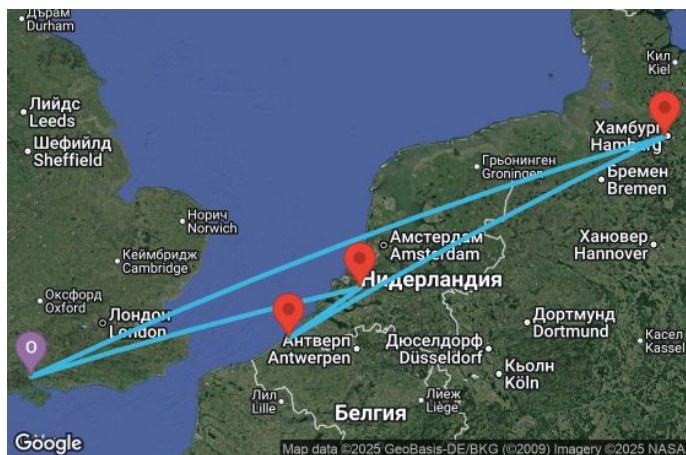 Дърам
Durham
Кил
Kiel
Лийдс
Leeds
Хамбург
Hamburg
Шефийлд
Sheffield
Грьонинген
Groningen
Бремен
Bremen
Норич
Norwich
Амстердам
Amsterdam
Хановер
Hannover
Кеймбридж
Cambridge
Нидерландия
Оксфорд
Oxford
Лондон
London
Дортмунд
Dortmund
O
Антверп
Antwerpen
Дюселдорф
Düsseldorf
Касел
Kassel
Кьолн
Köln
Лил
Lille
Лиеж
Liège
Белгия
Google
Map data ©2025 GeoBasis-DE/BKG (©2009) Imagery ©2025 NASA